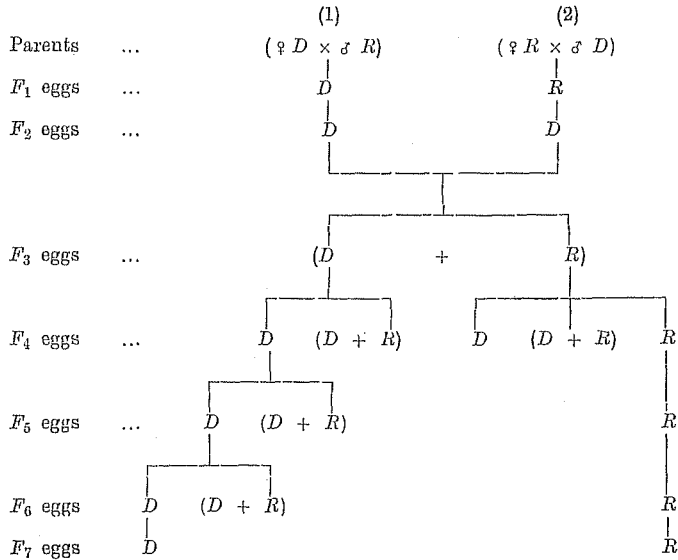 (1) (2)
Parents ... (♀ D × ♂ R) (♀ R × ♂ D)
F₁ eggs ... D R
F₂ eggs ... D D
F₃ eggs ... (D + R)
F₄ eggs ... D (D + R) D (D + R) R
F₅ eggs ... D (D + R) R
F₆ eggs D (D + R) R
F₇ eggs D R